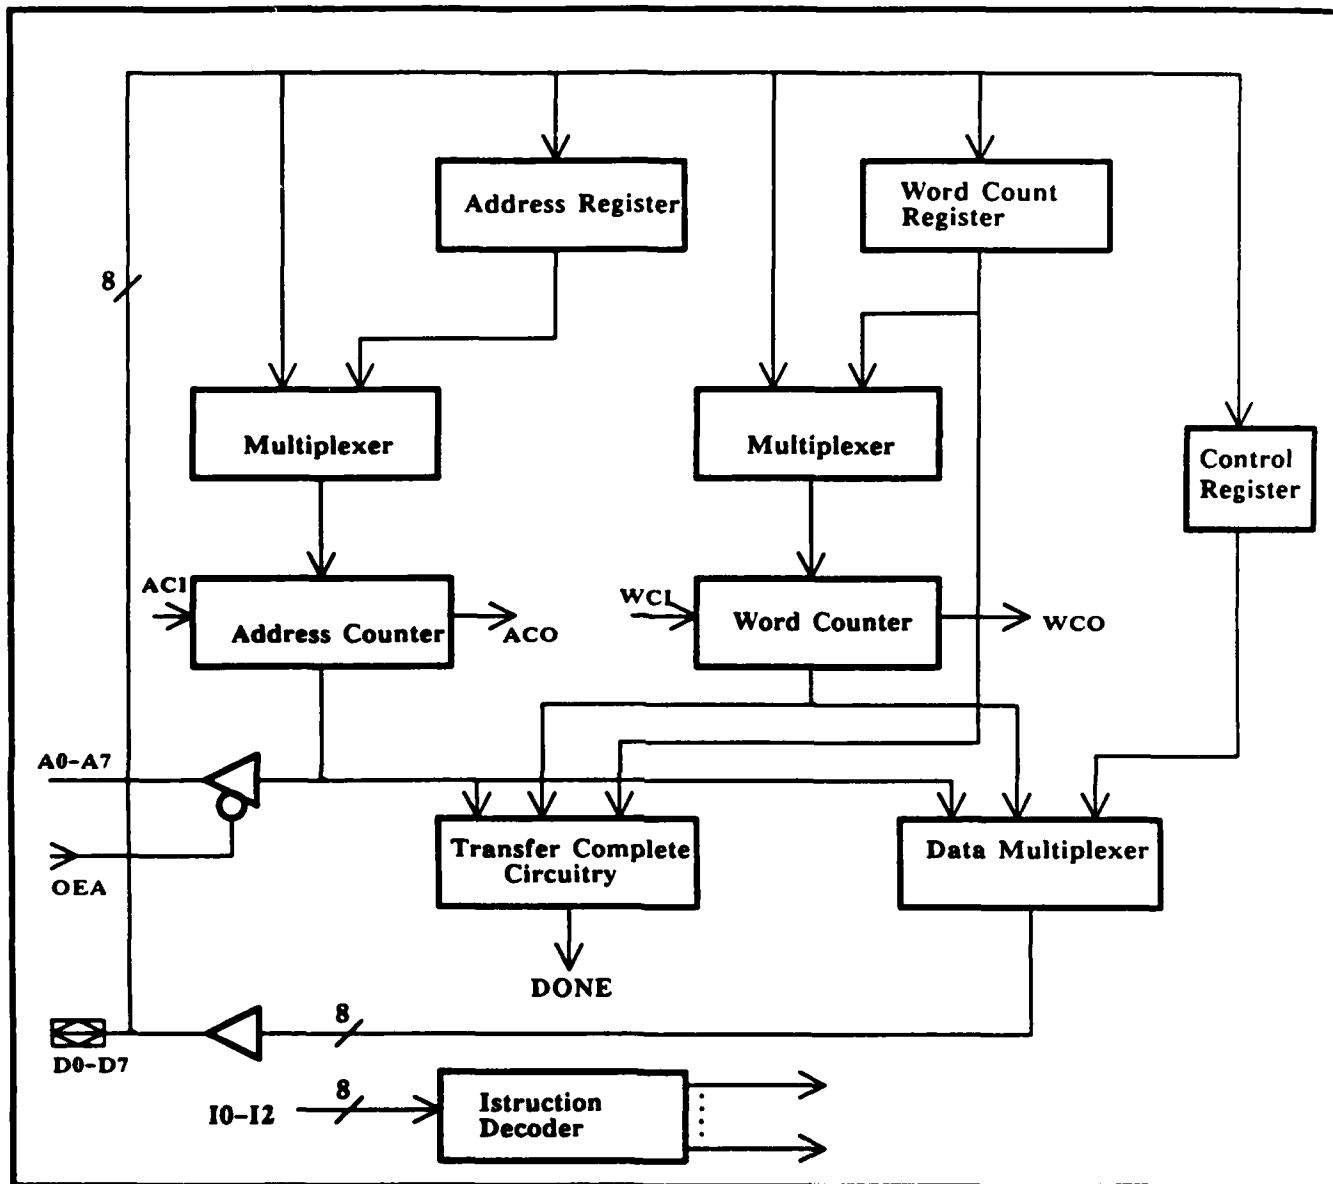 Address Register
Word Count
Register
8
Multiplexer
Multiplexer
Control
Register
ACI
Address Counter
ACO
WCI
Word Counter
WCO
A0-A7
OEA
Transfer Complete
Circuitry
Data Multiplexer
DONE
8
D0-D7
I0-I2
8
Istruction
Decoder